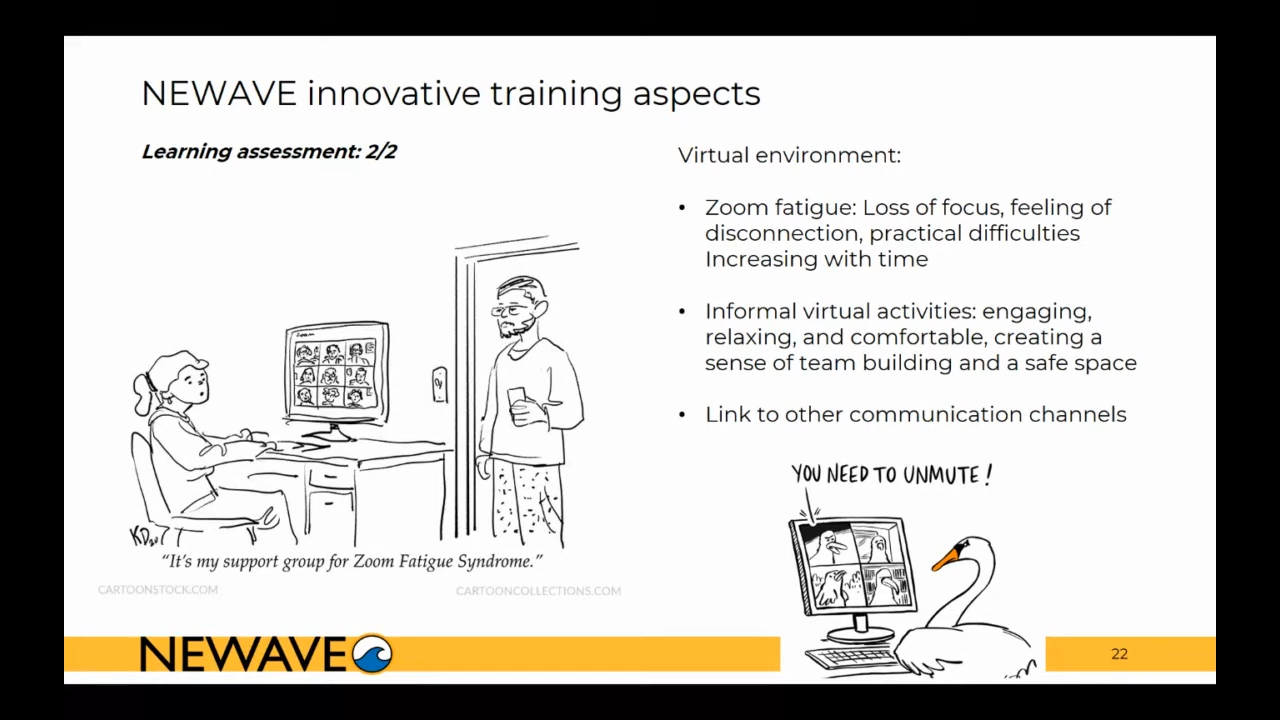 NEWAVE innovative training aspects
Learning assessment: 2/2
Zoom
KD
"It's my support group for Zoom Fatigue Syndrome."
CARTOONSTOCK.COM
CARTOONCOLLECTIONS.COM
Virtual environment:
• Zoom fatigue: Loss of focus, feeling of
disconnection, practical difficulties
Increasing with time
• Informal virtual activities: engaging,
relaxing, and comfortable, creating a
sense of team building and a safe space
• Link to other communication channels
YOU NEED TO UNMUTE!
NEWAVE
22